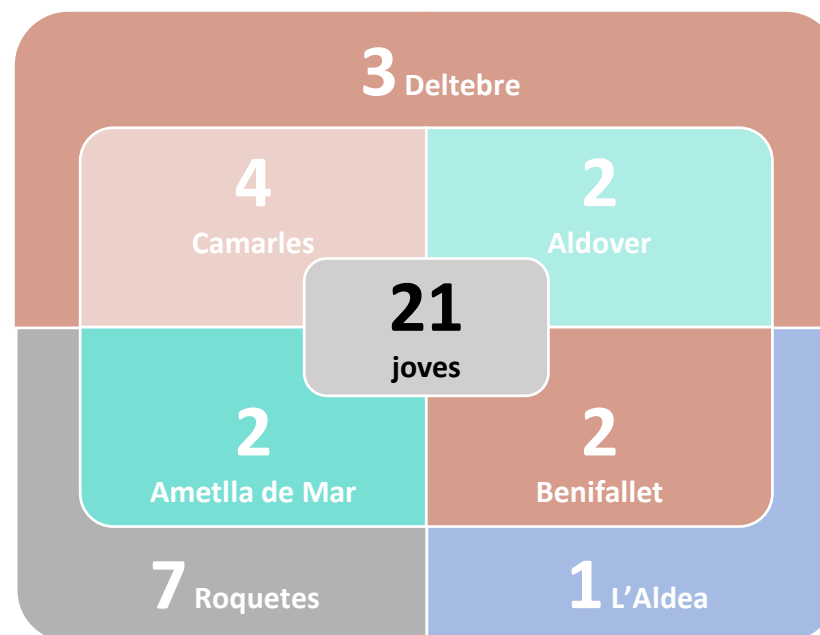 3 Deltebre
4
Camarles
2
Aldover
21
joves
2
Ametlla de Mar
2
Benifallet
7 Roquetes
1 L'Aldea